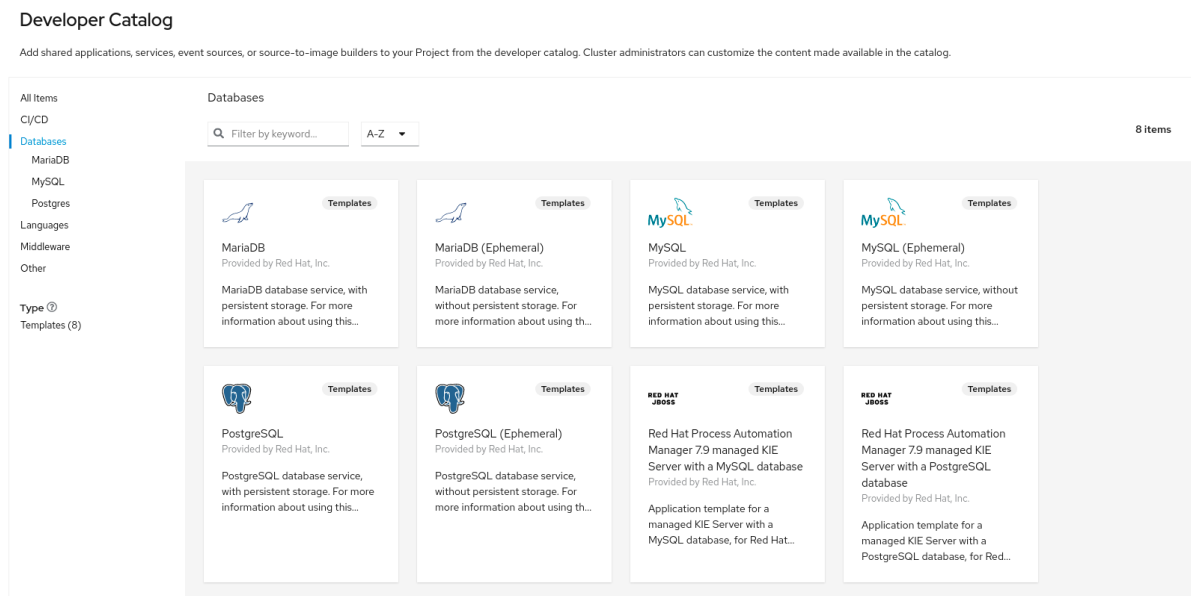 Developer Catalog
Add shared applications, services, event sources, or source-to-image builders to your Project from the developer catalog. Cluster administrators can customize the content made available in the catalog.
All Items
CI/CD
Databases
MariaDB
MySQL
Postgres
Languages
Middleware
Other
Type
Templates (8)
Databases
Filter by keyword...
A-Z
8 items
Templates
MariaDB
Provided by Red Hat, Inc.
MariaDB database service, with
persistent storage. For more
information about using this...
Templates
MariaDB (Ephemeral)
Provided by Red Hat, Inc.
MariaDB database service,
without persistent storage. For
more information about using th...
MySQL
Templates
MySQL
Provided by Red Hat, Inc.
MySQL database service, with
persistent storage. For more
information about using this...
MySQL
Templates
MySQL (Ephemeral)
Provided by Red Hat, Inc.
MySQL database service, without
persistent storage. For more
information about using this...
Templates
PostgreSQL
Provided by Red Hat, Inc.
PostgreSQL database service,
with persistent storage. For more
information about using this...
Templates
PostgreSQL (Ephemeral)
Provided by Red Hat, Inc.
PostgreSQL database service,
without persistent storage. For
more information about using th...
RED HAT
JBOSS
Templates
Red Hat Process Automation
Manager 7.9 managed KIE
Server with a MySQL database
Provided by Red Hat, Inc.
Application template for a
managed KIE Server with a
MySQL database, for Red Hat...
RED HAT
JBOSS
Templates
Red Hat Process Automation
Manager 7.9 managed KIE
Server with a PostgreSQL
database
Provided by Red Hat, Inc.
Application template for a
managed KIE Server with a
PostgreSQL database, for Red...